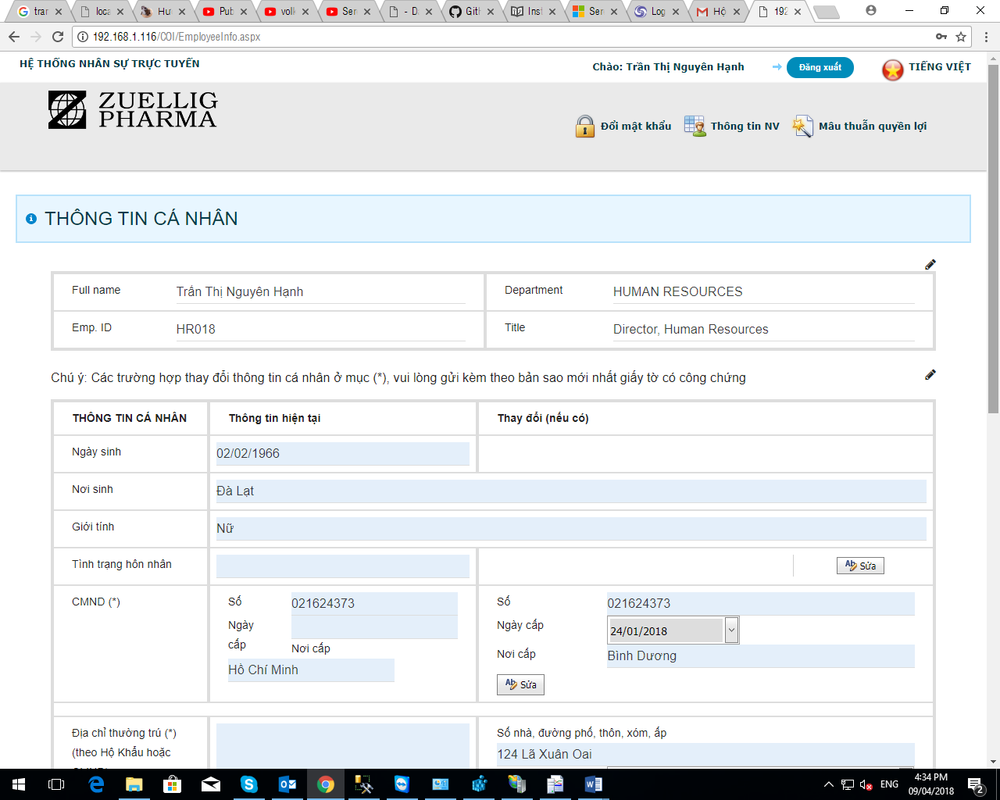 trar
loca
Hướ
Pub
volk
Ser
- Da
Gith
Inst
Ser
Log
Hộ
192
192.168.1.116/COI/EmployeeInfo.aspx
HỆ THỐNG NHÂN SỰ TRỰC TUYẾN
Chào: Trần Thị Nguyên Hạnh
Đăng xuất
TIẾNG VIỆT
ZUELLIG
PHARMA
Đổi mật khẩu
Thông tin NV
Mâu thuẫn quyền lợi
THÔNG TIN CÁ NHÂN
Full name
Trần Thị Nguyên Hạnh
Department
HUMAN RESOURCES
Emp. ID
HR018
Title
Director, Human Resources
Chú ý: Các trường hợp thay đổi thông tin cá nhân ở mục (*), vui lòng gửi kèm theo bản sao mới nhất giấy tờ có công chứng
THÔNG TIN CÁ NHÂN
Thông tin hiện tại
Thay đổi (nếu có)
Ngày sinh
02/02/1966
Nơi sinh
Đà Lạt
Giới tính
Nữ
Tình trạng hôn nhân
Sửa
CMND (*)
Số
021624373
Ngày
cấp
Nơi cấp
Hồ Chí Minh
Số
021624373
Ngày cấp
24/01/2018
Nơi cấp
Bình Dương
Sửa
Địa chỉ thường trú (*)
(theo Hộ Khẩu hoặc
Số nhà, đường phố, thôn, xóm, ấp
124 Lã Xuân Oai
ENG
4:34 PM
09/04/2018
2